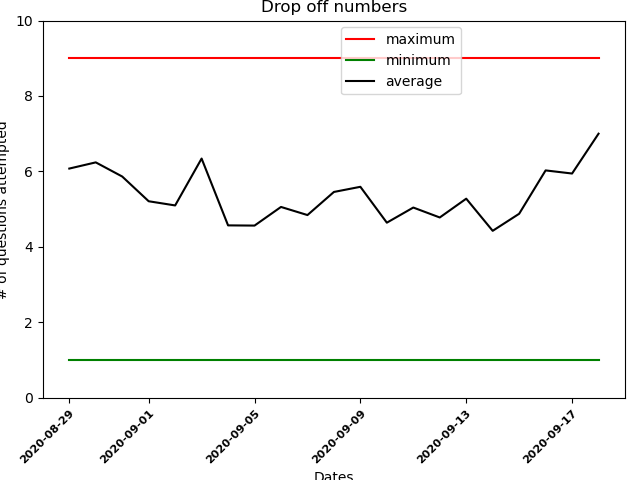 Drop off numbers
maximum
minimum
average
10
8
6
4
2
0
# of questions attempted
2020-08-29
2020-09-01
2020-09-05
2020-09-09
2020-09-13
2020-09-17
Dates